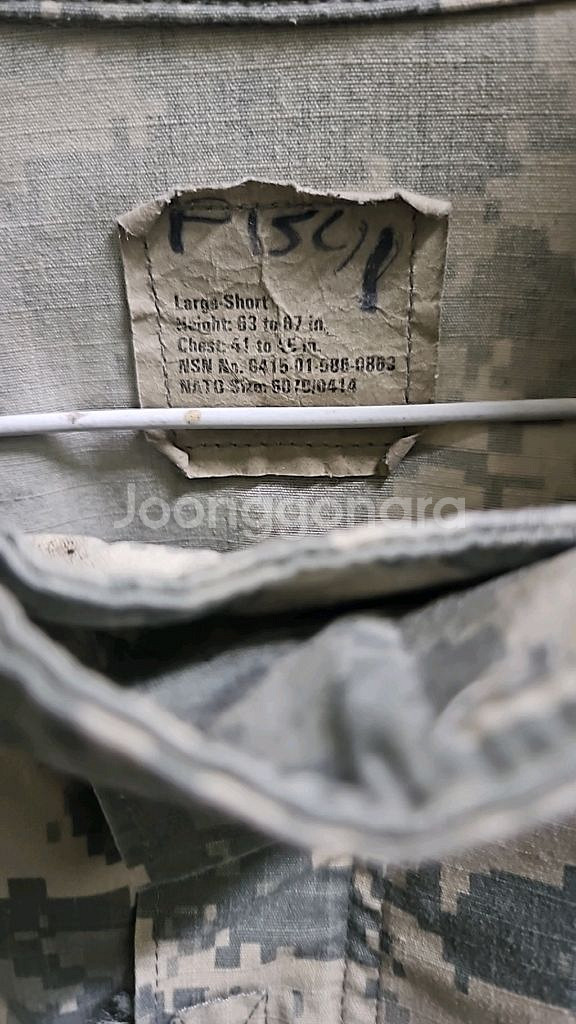 Large-Short
Height: 63 to 67 in.
Chest: 41 to 45 in.
NSN No. 8415-01-586-0863
NATO Size: 6070/0414
Joonggonara